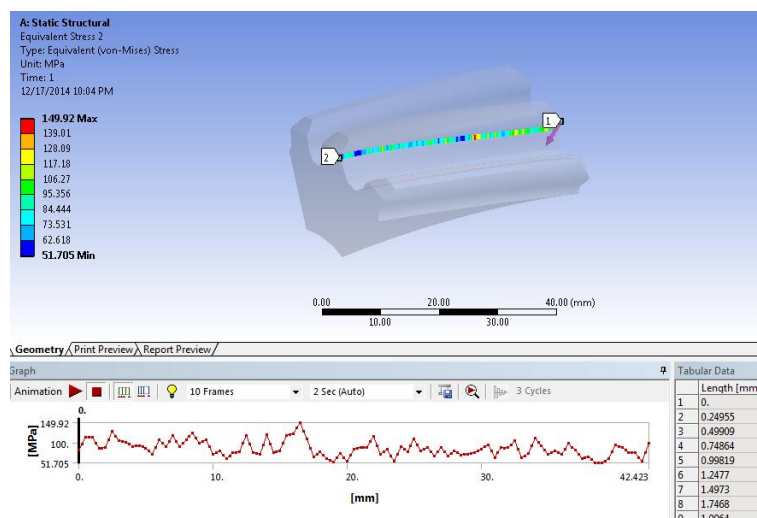 A: Static Structural
Equivalent Stress 2
Type: Equivalent (von-Mises) Stress
Unit: MPa
Time: 1
12/17/2014 10:04 PM
149.92 Max
139.01
128.09
117.18
106.27
95.356
84.444
73.531
62.618
51.705 Min
1
2
0.00 20.00 40.00 (mm)
10.00 30.00
Geometry Print Preview Report Preview
Graph
Animation 10 Frames 2 Sec (Auto) 3 Cycles
0.
149.92
100.
51.705
[MPa]
0. 10. 20. 30. 42.423
[mm]
Tabular Data
Length [mm
1 0.
2 0.24955
3 0.49909
4 0.74864
5 0.99819
6 1.2477
7 1.4973
8 1.7468